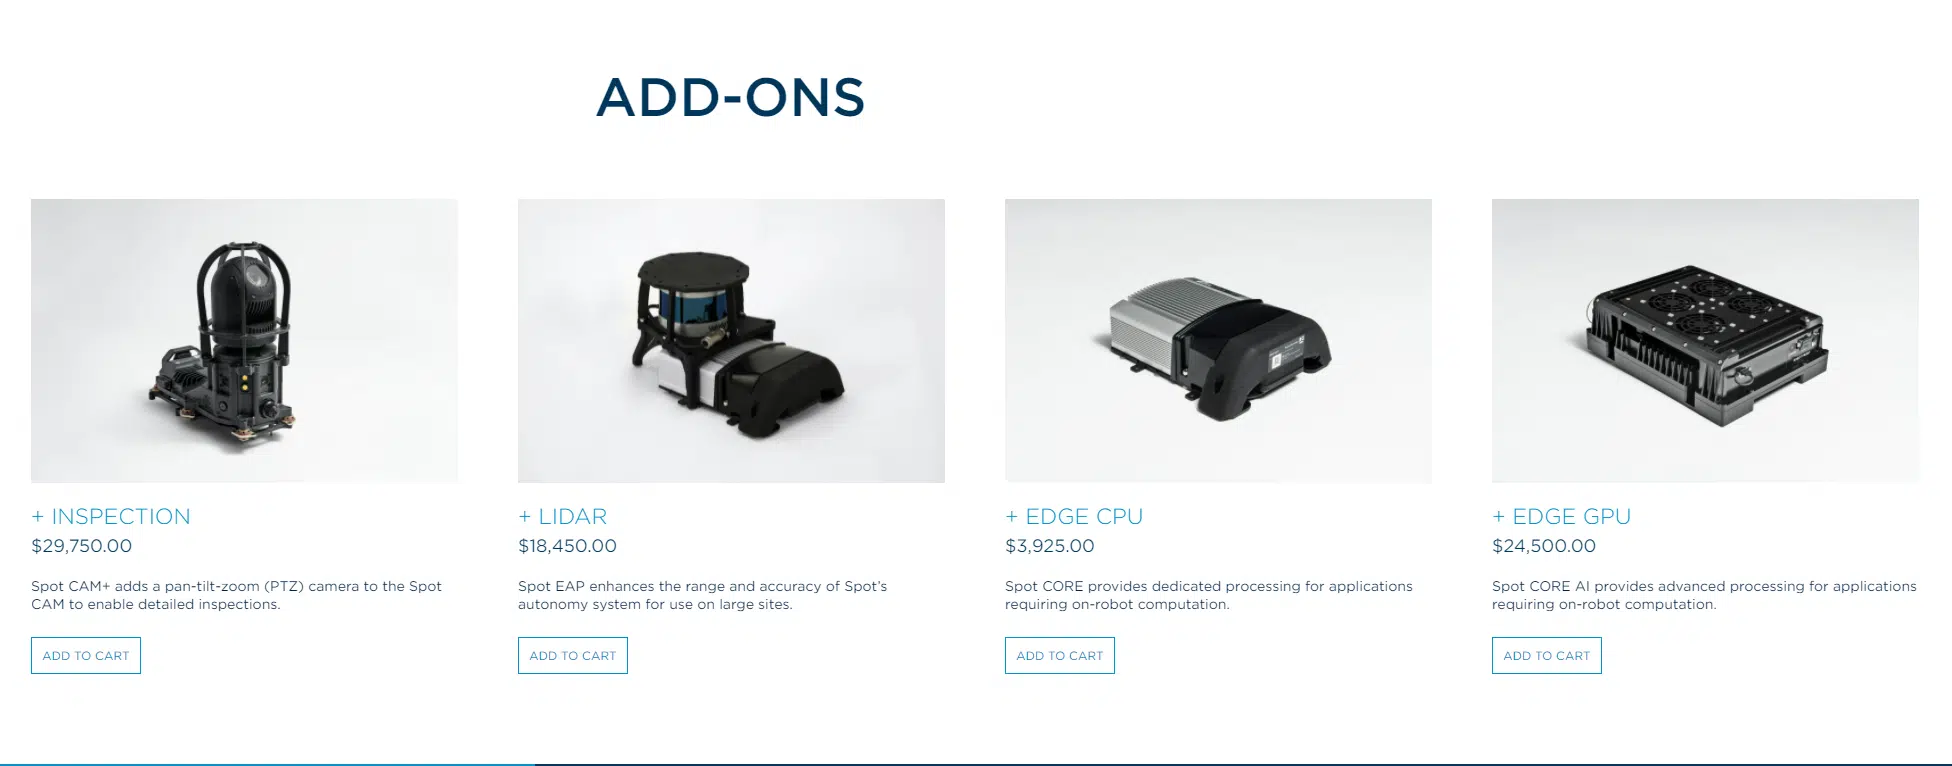 ADD-ONS
+ INSPECTION
$29,750.00
Spot CAM+ adds a pan-tilt-zoom (PTZ) camera to the Spot
CAM to enable detailed inspections.
ADD TO CART
+ LIDAR
$18,450.00
Spot EAP enhances the range and accuracy of Spot's
autonomy system for use on large sites.
ADD TO CART
+ EDGE CPU
$3,925.00
Spot CORE provides dedicated processing for applications
requiring on-robot computation.
ADD TO CART
+ EDGE GPU
$24,500.00
Spot CORE AI provides advanced processing for applications
requiring on-robot computation.
ADD TO CART